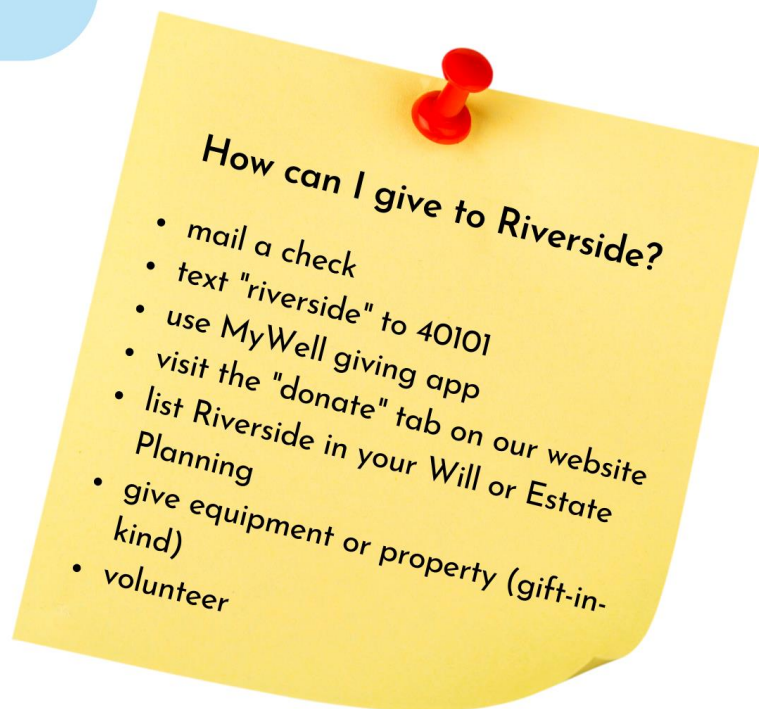 How can I give to Riverside?
• mail a check
• text "riverside" to 40101
• use MyWell giving app
• visit the "donate" tab on our website
• list Riverside in your Will or Estate
Planning
• give equipment or property (gift-in-
kind)
• volunteer